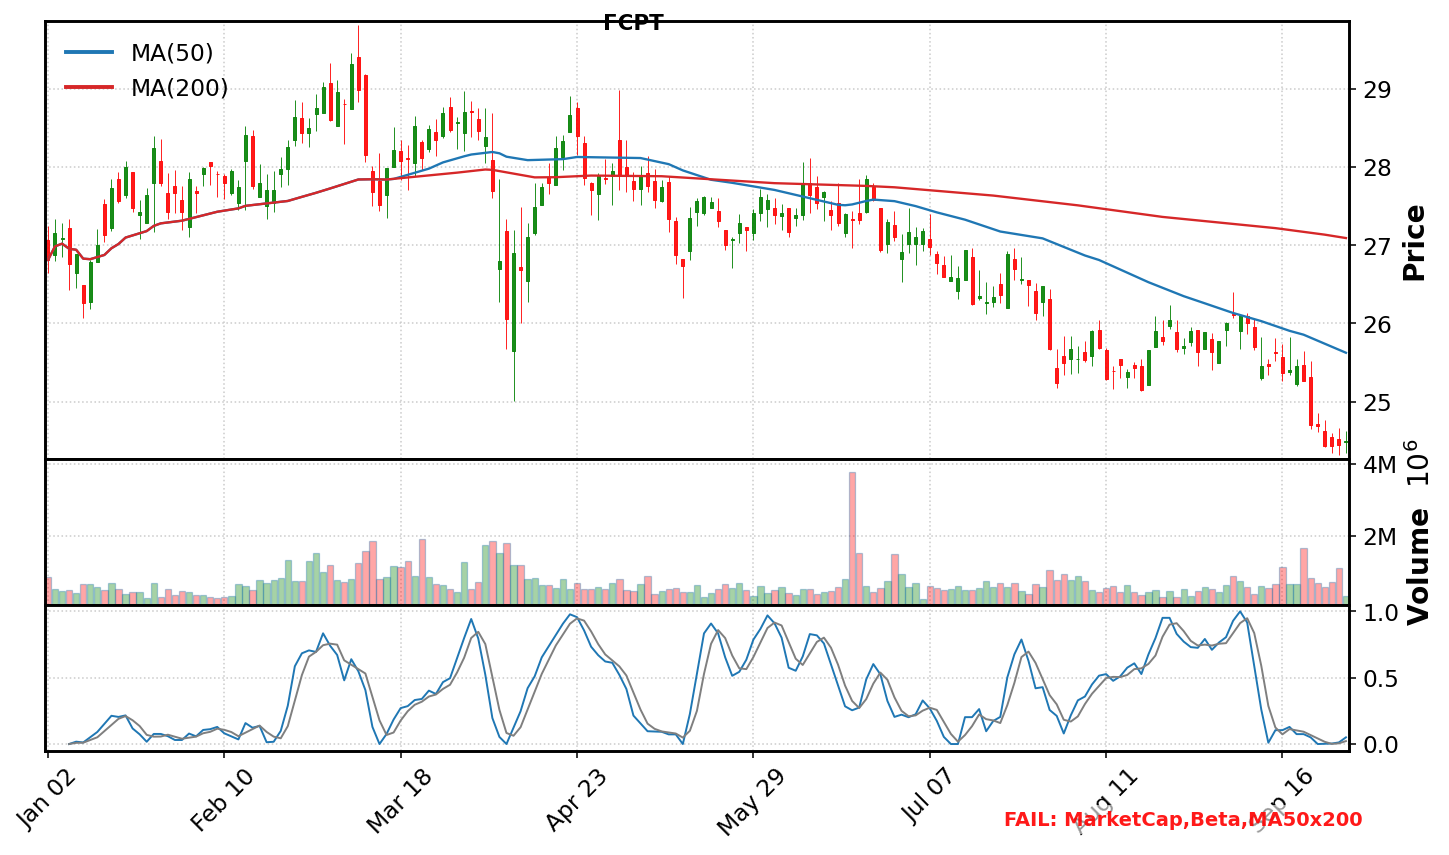 FCPT
MA(50)
MA(200)
29
28
27
26
25
Price
4M
2M
Volume 10^6
1.0
0.5
0.0
Jan 02
Feb 10
Mar 18
Apr 23
May 29
Jul 07
Aug 11
Sep 16
FAIL: MarketCap,Beta,MA50x200